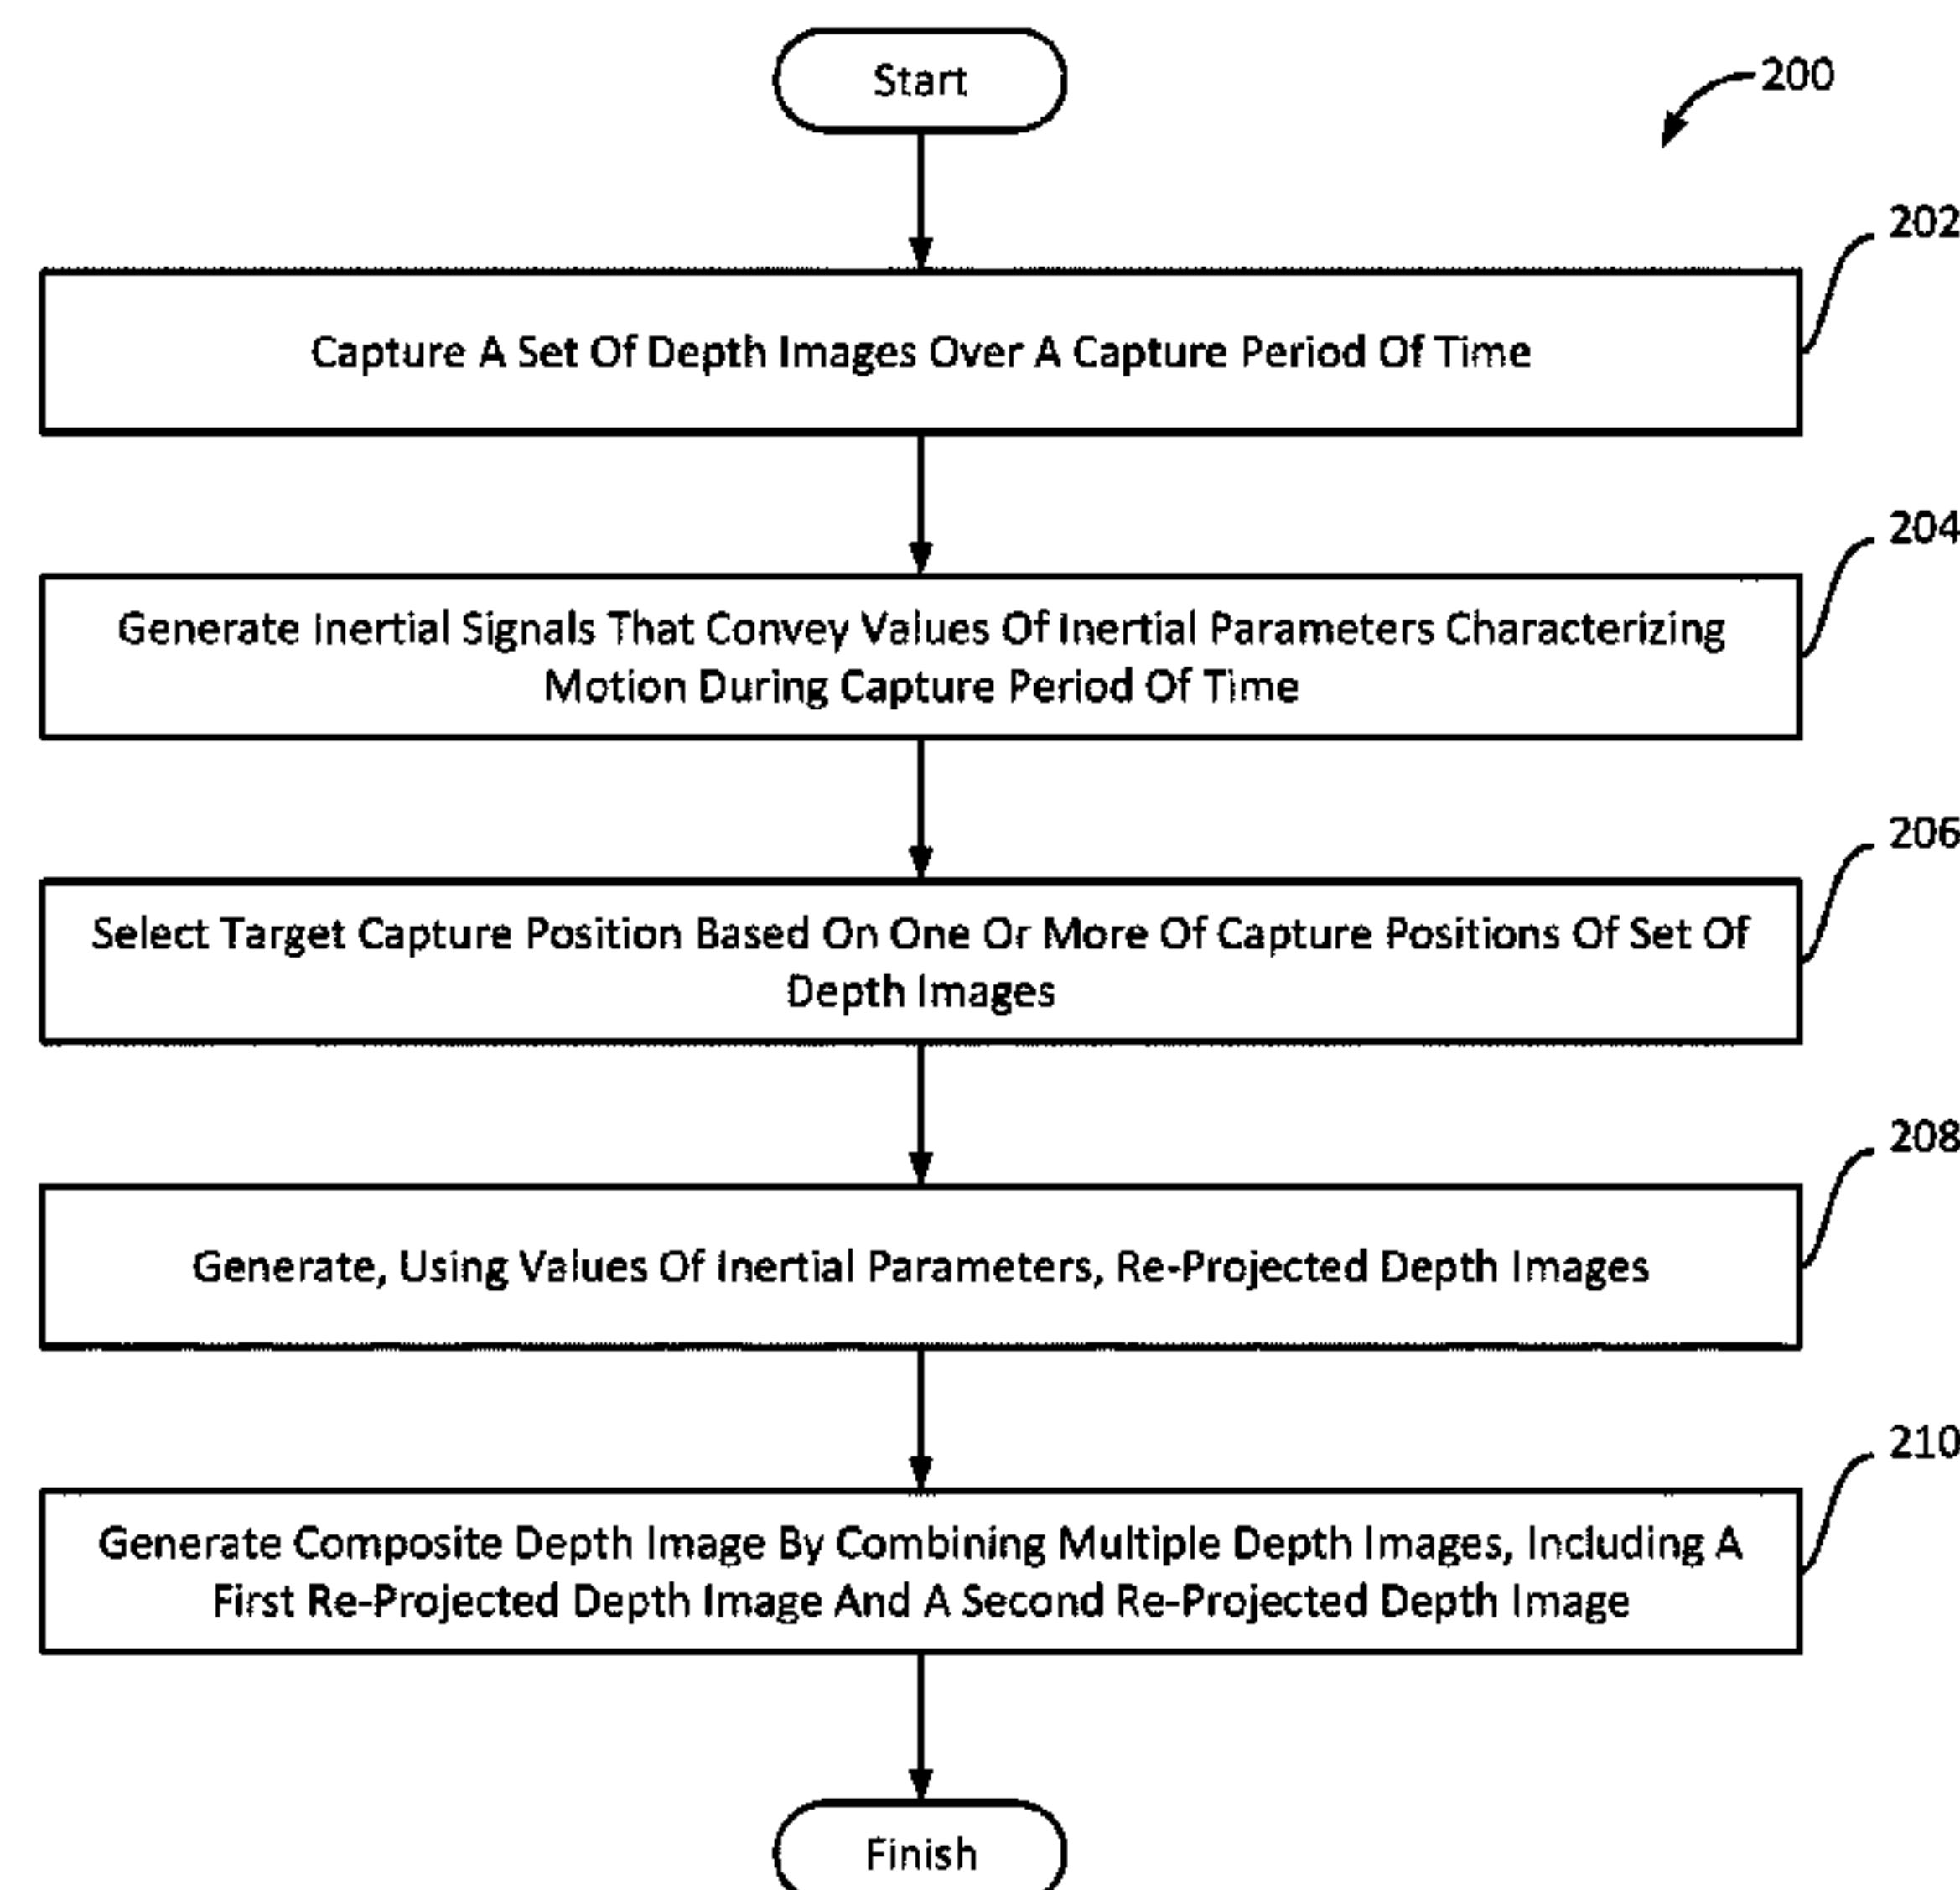 Start
200
202
Capture A Set Of Depth Images Over A Capture Period Of Time
204
Generate Inertial Signals That Convey Values Of Inertial Parameters Characterizing
Motion During Capture Period Of Time
206
Select Target Capture Position Based On One Or More Of Capture Positions Of Set Of
Depth Images
208
Generate, Using Values Of Inertial Parameters, Re-Projected Depth Images
210
Generate Composite Depth Image By Combining Multiple Depth Images, Including A
First Re-Projected Depth Image And A Second Re-Projected Depth Image
Finish